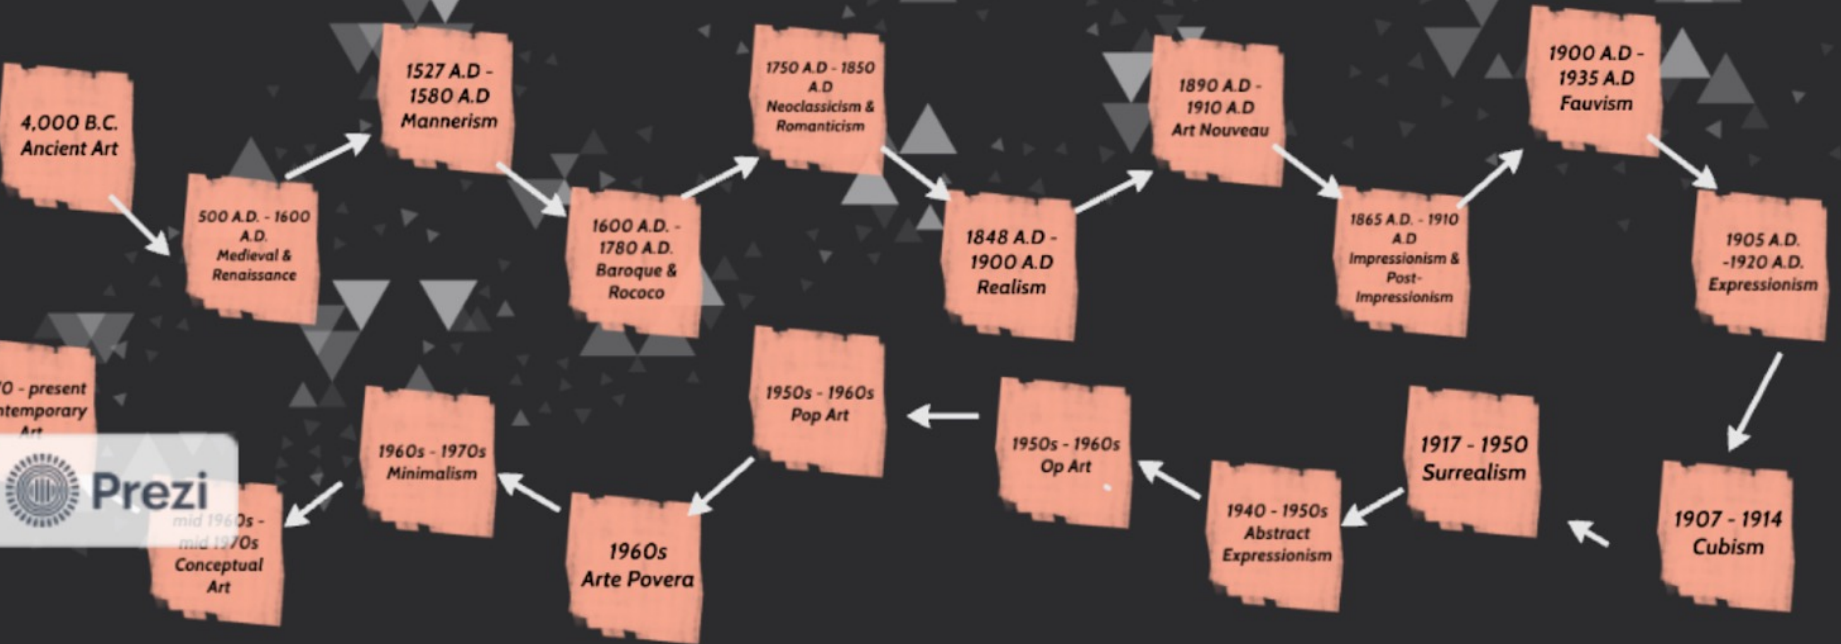 4,000 B.C.
Ancient Art
500 A.D. - 1600
A.D.
Medieval &
Renaissance
1527 A.D -
1580 A.D
Mannerism
1600 A.D. -
1780 A.D.
Baroque &
Rococo
1750 A.D - 1850
A.D
Neoclassicism &
Romanticism
1848 A.D -
1900 A.D
Realism
1890 A.D -
1910 A.D
Art Nouveau
1865 A.D. - 1910
A.D
Impressionism &
Post-
Impressionism
1900 A.D -
1935 A.D
Fauvism
1905 A.D.
-1920 A.D.
Expressionism
1907 - 1914
Cubism
1917 - 1950
Surrealism
1940 - 1950s
Abstract
Expressionism
1950s - 1960s
Op Art
1950s - 1960s
Pop Art
1960s
Arte Povera
1960s - 1970s
Minimalism
mid 1960s -
mid 1970s
Conceptual
Art
0 - present
ntemporary
Art
Prezi